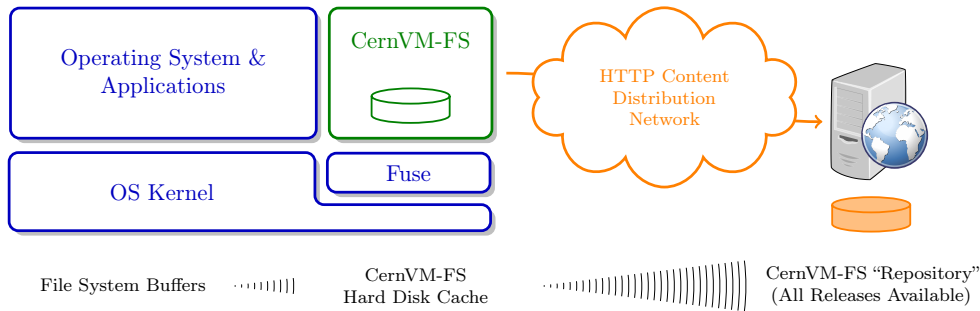 Operating System &
Applications
CernVM-FS
HTTP Content
Distribution
Network
OS Kernel
Fuse
File System Buffers
CernVM-FS
Hard Disk Cache
CernVM-FS “Repository”
(All Releases Available)